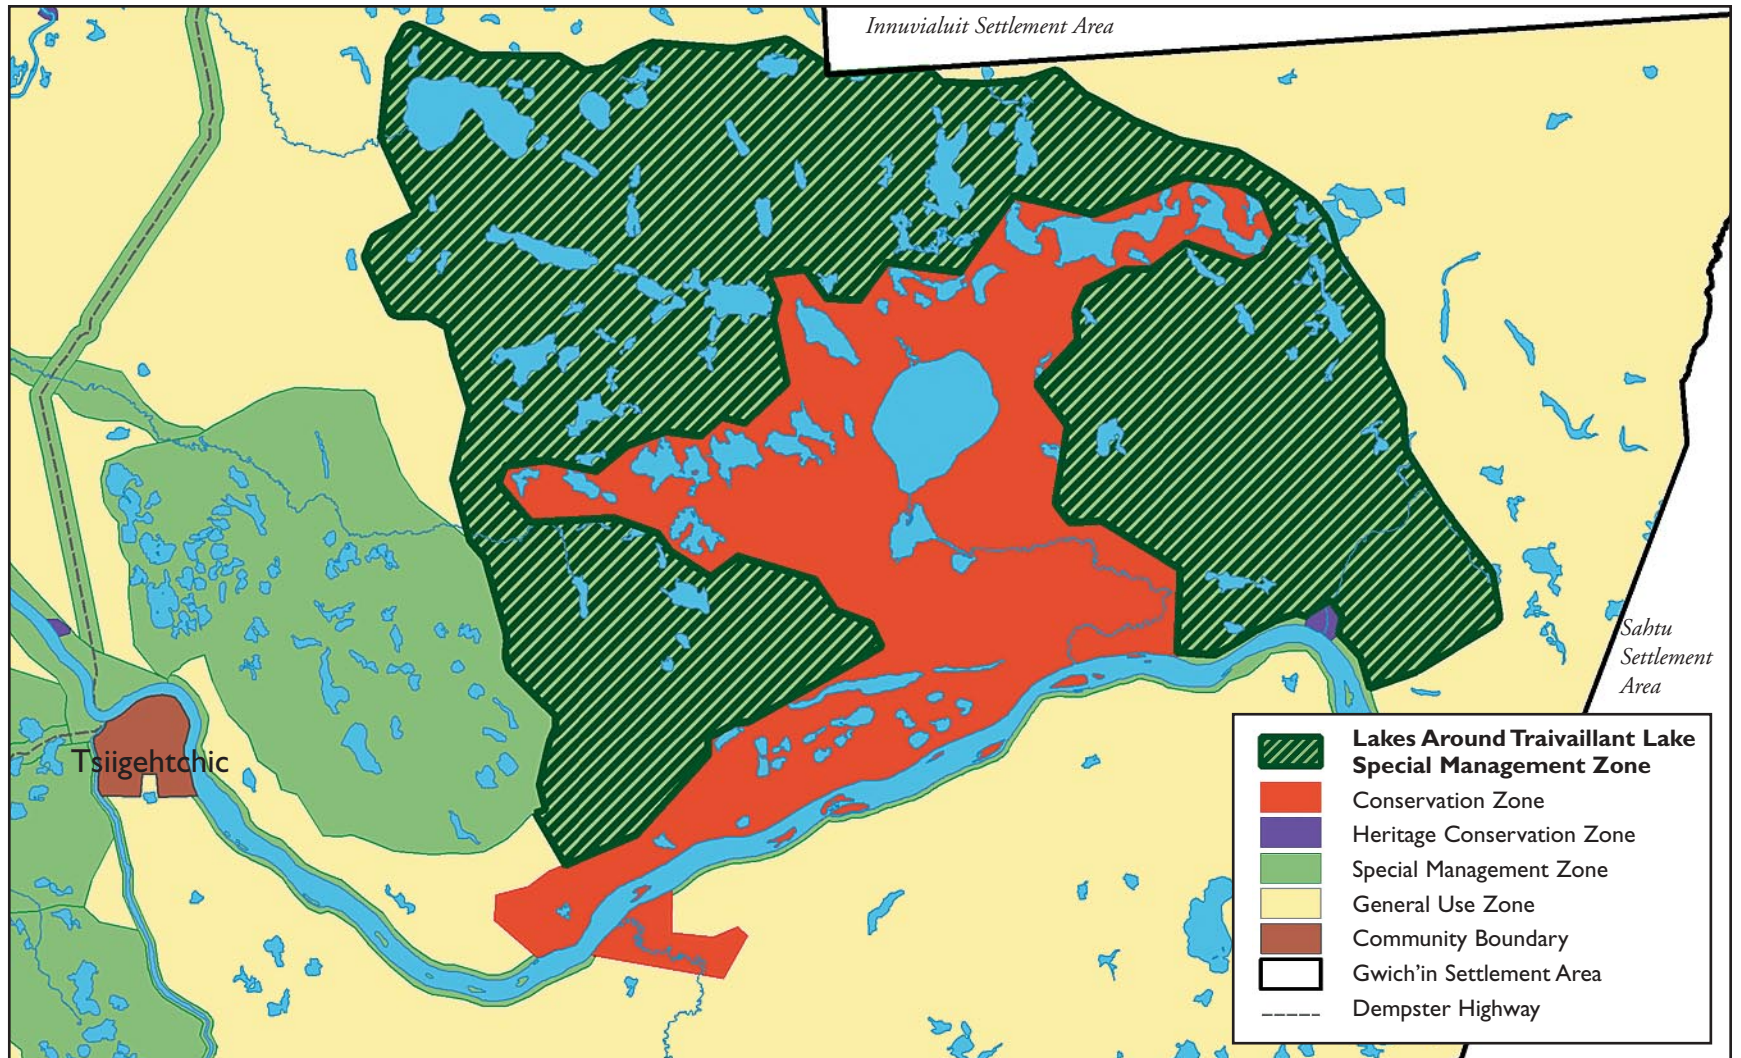 Innuvialuit Settlement Area
Tsiigehtchic
Sahtu
Settlement
Area
Lakes Around Traivaillant Lake
Special Management Zone
Conservation Zone
Heritage Conservation Zone
Special Management Zone
General Use Zone
Community Boundary
Gwich'in Settlement Area
Dempster Highway